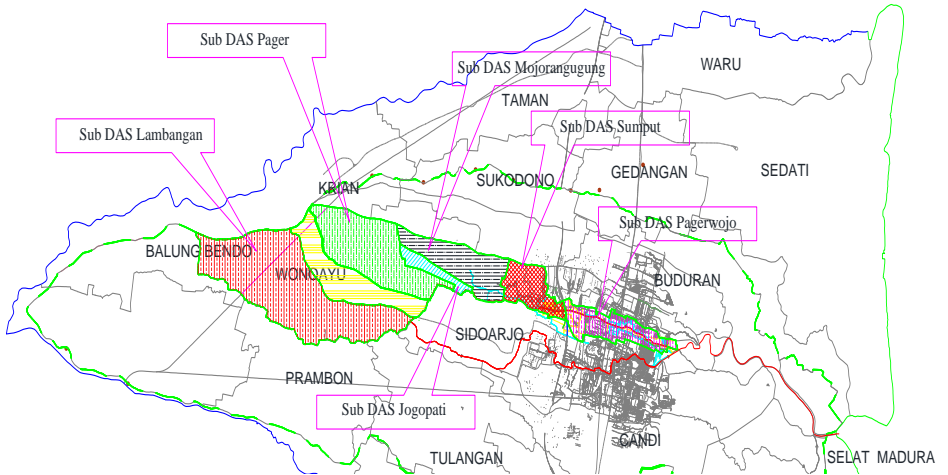 Sub DAS Pager
WARU
Sub DAS Mojorangugung
TAMAN
Sub DAS Lambangan
Sub DAS Sumput
GEDANGAN
SEDATI
SUKODONO
KRIAN
Sub DAS Pagerwojo
BALUNG BENDO
WONOAYU
BUDURAN
SIDOARJO
PRAMBON
Sub DAS Jogopati
CANDI
TULANGAN
SELAT MADURA